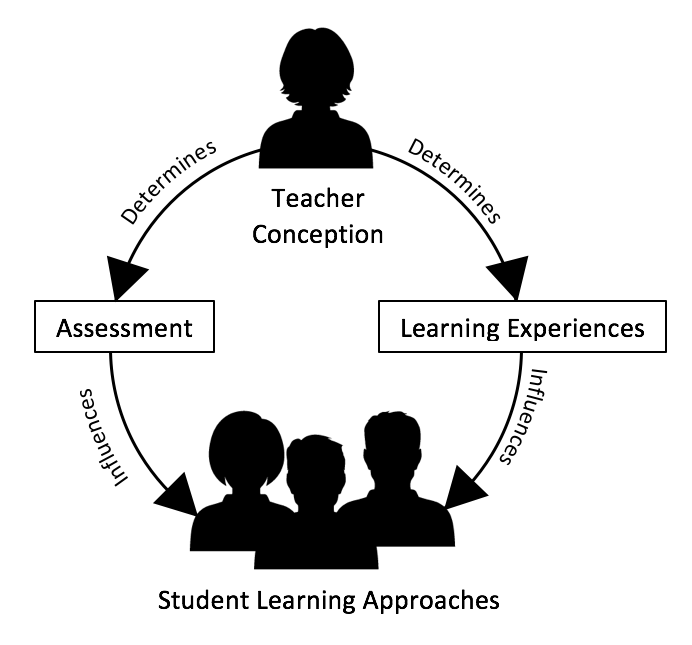 Determines
Determines
Teacher
Conception
Assessment
Learning Experiences
Influences
Influences
Student Learning Approaches